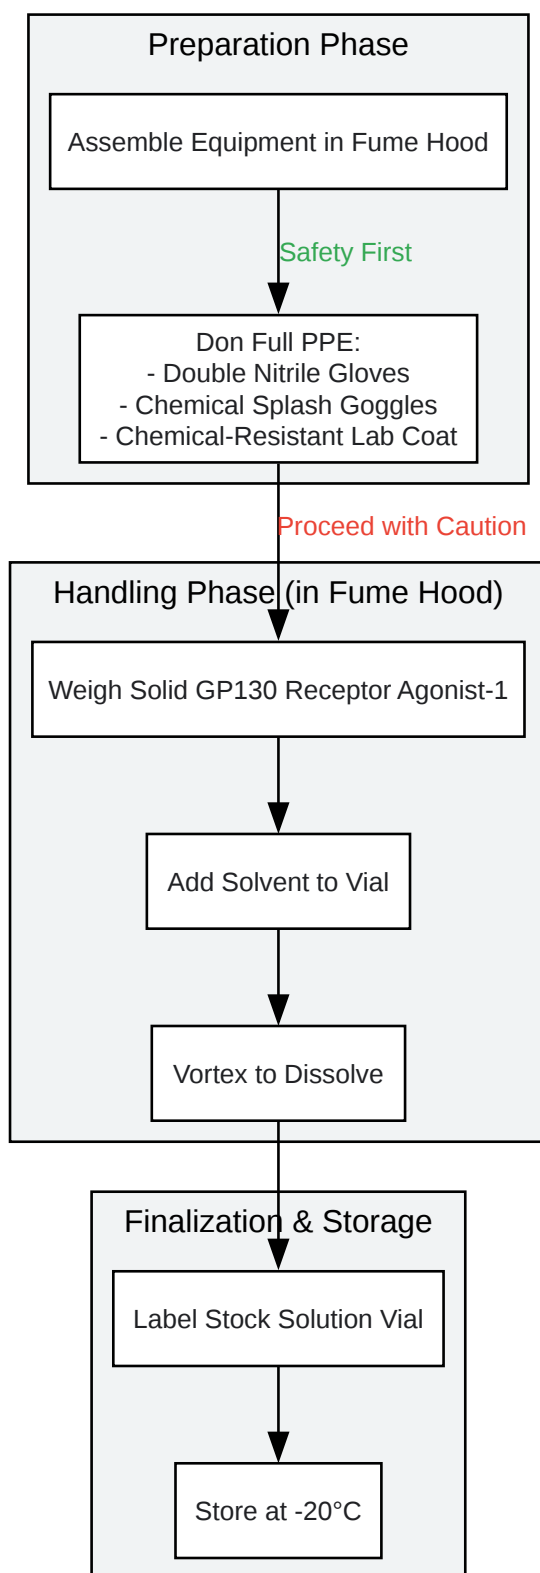 Preparation Phase
Assemble Equipment in Fume Hood
Safety First
Don Full PPE:
- Double Nitrile Gloves
- Chemical Splash Goggles
- Chemical-Resistant Lab Coat
Proceed with Caution
Handling Phase (in Fume Hood)
Weigh Solid GP130 Receptor Agonist-1
Add Solvent to Vial
Vortex to Dissolve
Finalization & Storage
Label Stock Solution Vial
Store at -20°C